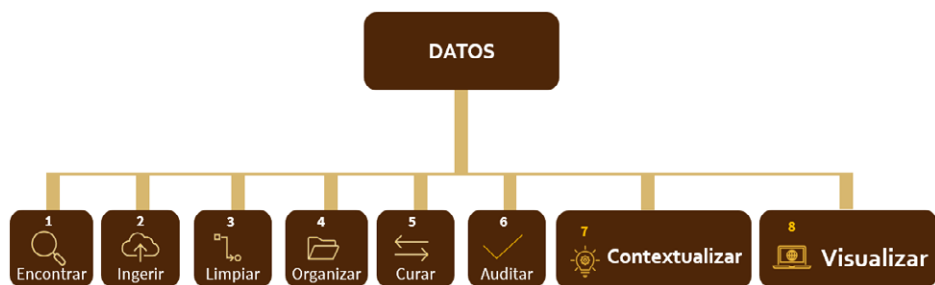 DATOS
1
Encontrar
2
Ingerir
3
Limpiar
4
Organizar
5
Curar
6
Auditar
7
Contextualizar
8
Visualizar